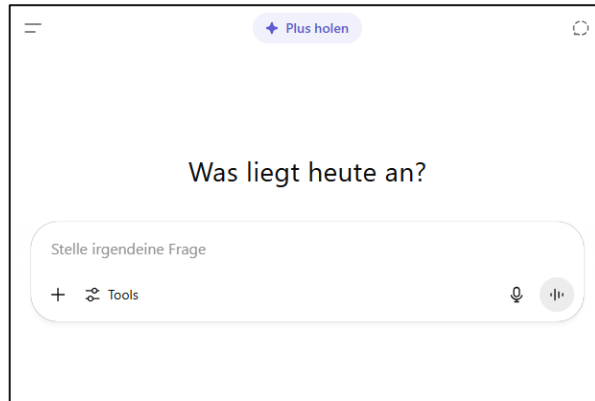 Plus holen
Was liegt heute an?
Stelle irgendeine Frage
Tools